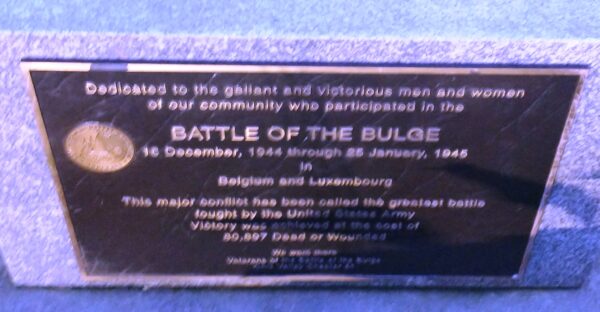 Dedicated to the gallant and victorious men and women
of our community who participated in the
BATTLE OF THE BULGE
16 December, 1944 through 25 January, 1945
in
Belgium and Luxembourg
This major conflict has been called the greatest battle
fought by the United States Army
Victory was achieved at the cost of
80,897 Dead or Wounded
We were there
Veterans of the Battle of the Bulge
Valley Chapter